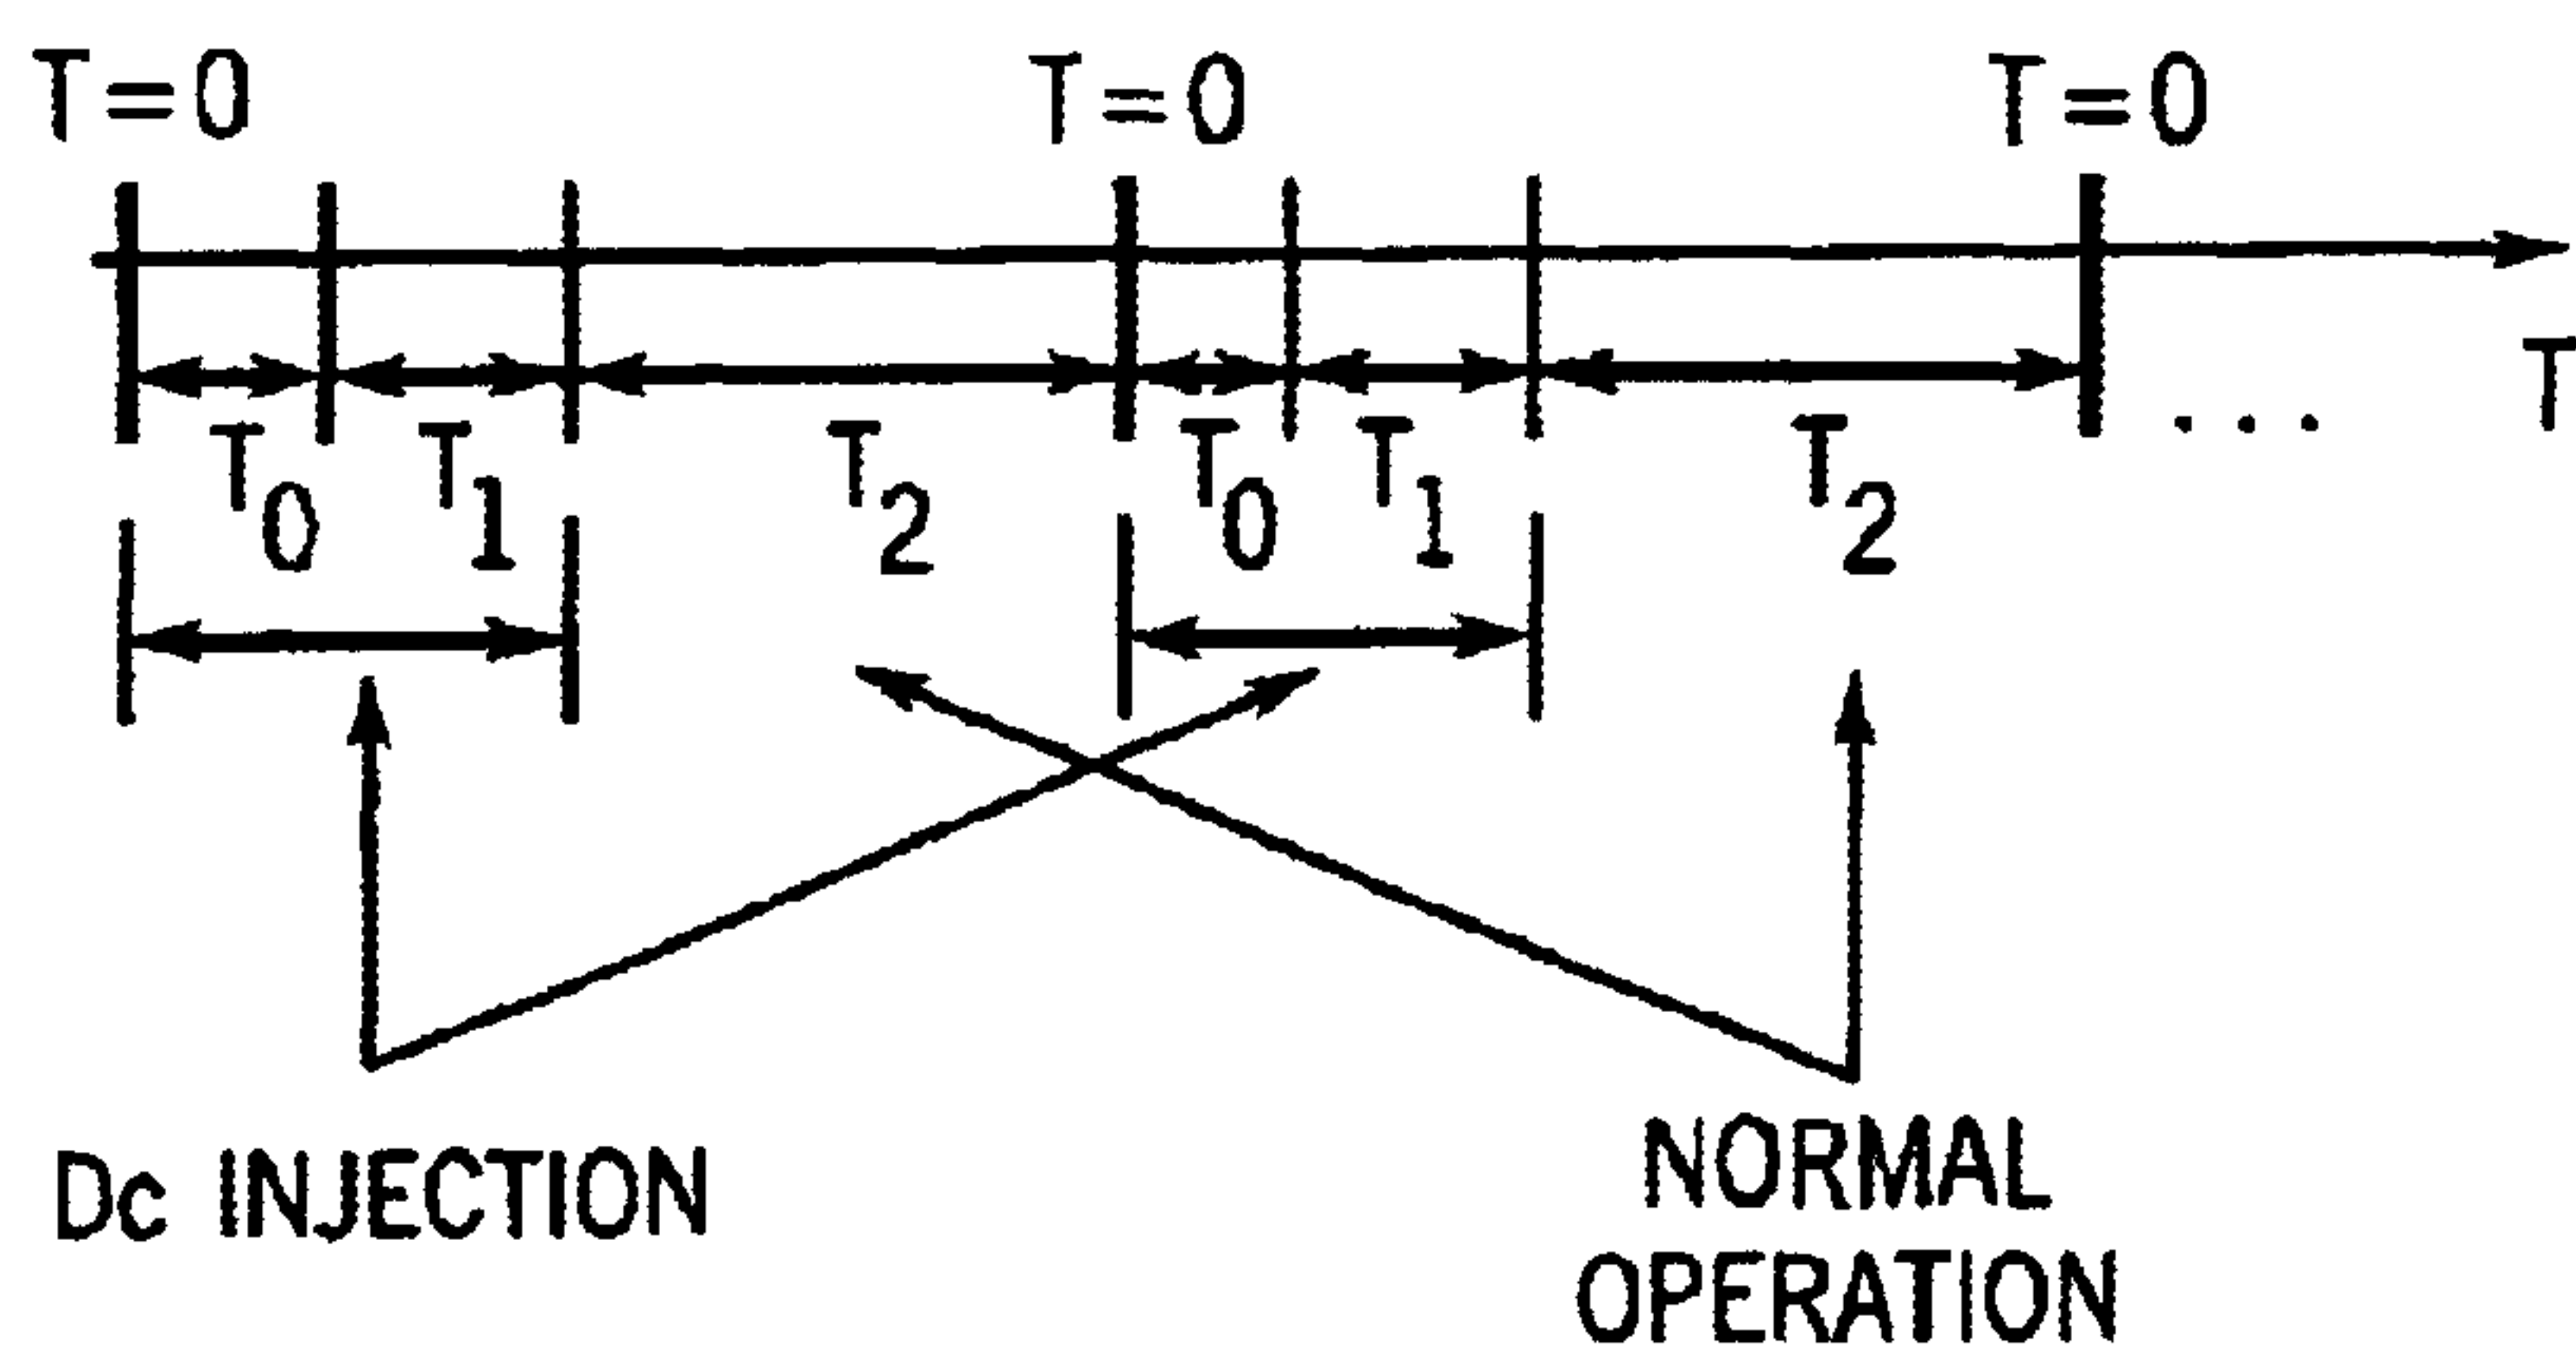 T=0 T=0 T=0
T
T0 T1 T2 T0 T1 T2 ...
Dc INJECTION
NORMAL
OPERATION